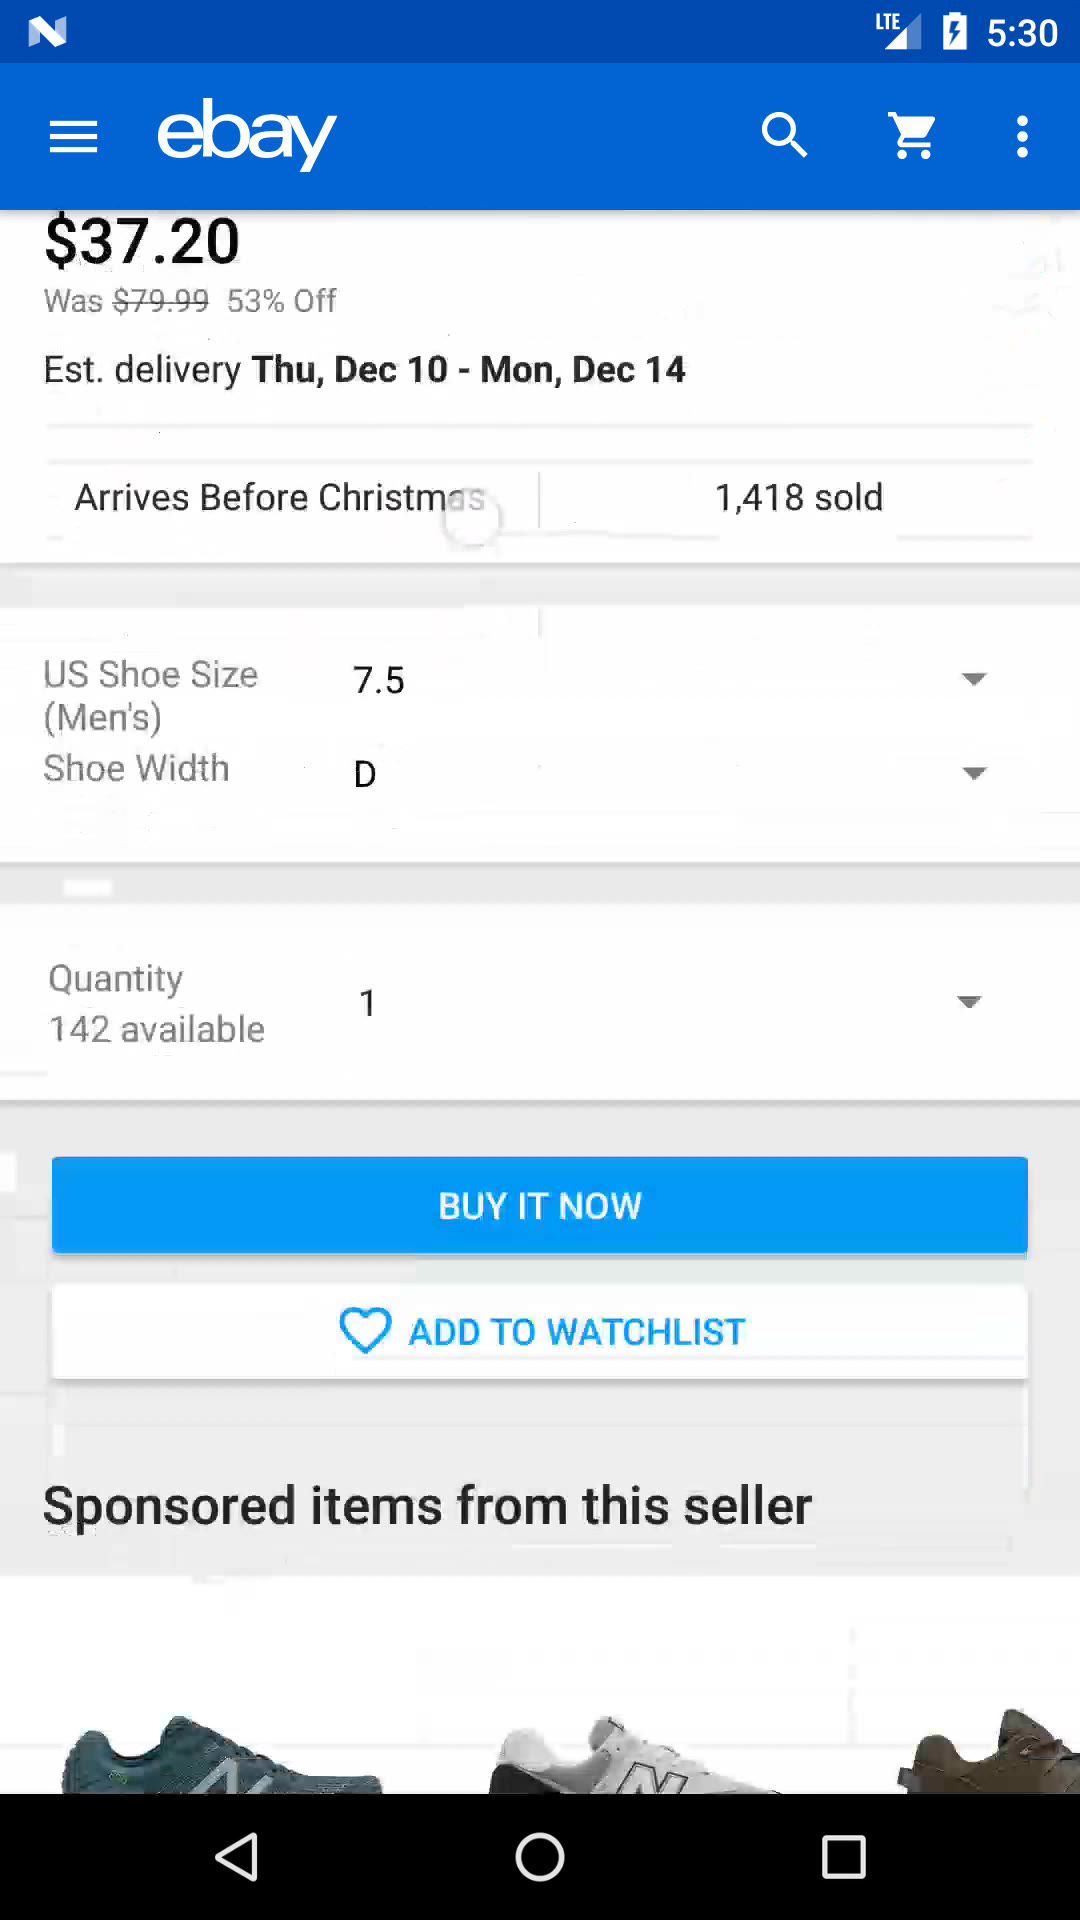 LTE 5:30
ebay
$37.20
Was $79.99 53% Off
Est. delivery Thu, Dec 10 - Mon, Dec 14
Arrives Before Christmas 1,418 sold
US Shoe Size 7.5
(Men's)
Shoe Width D
Quantity 1
142 available
BUY IT NOW
ADD TO WATCHLIST
Sponsored items from this seller
N